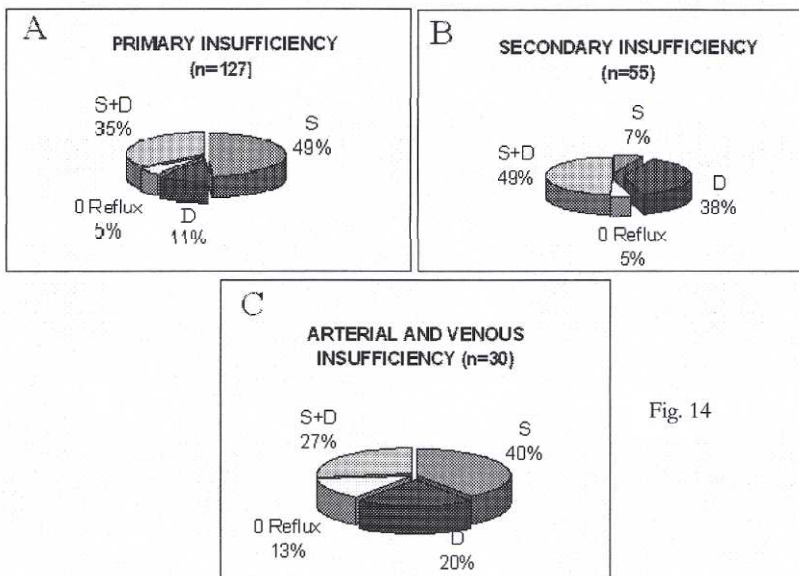 A
PRIMARY INSUFFICIENCY
(n=127]
S+D
35%
S
49%
0 Reflux
5%
D
11%
B
SECONDARY INSUFFICIENCY
(n=55)
S
7%
S+D
49%
D
38%
0 Reflux
5%
C
ARTERIAL AND VENOUS
INSUFFICIENCY (n=30)
S+D
27%
S
40%
0 Reflux
13%
D
20%
Fig. 14